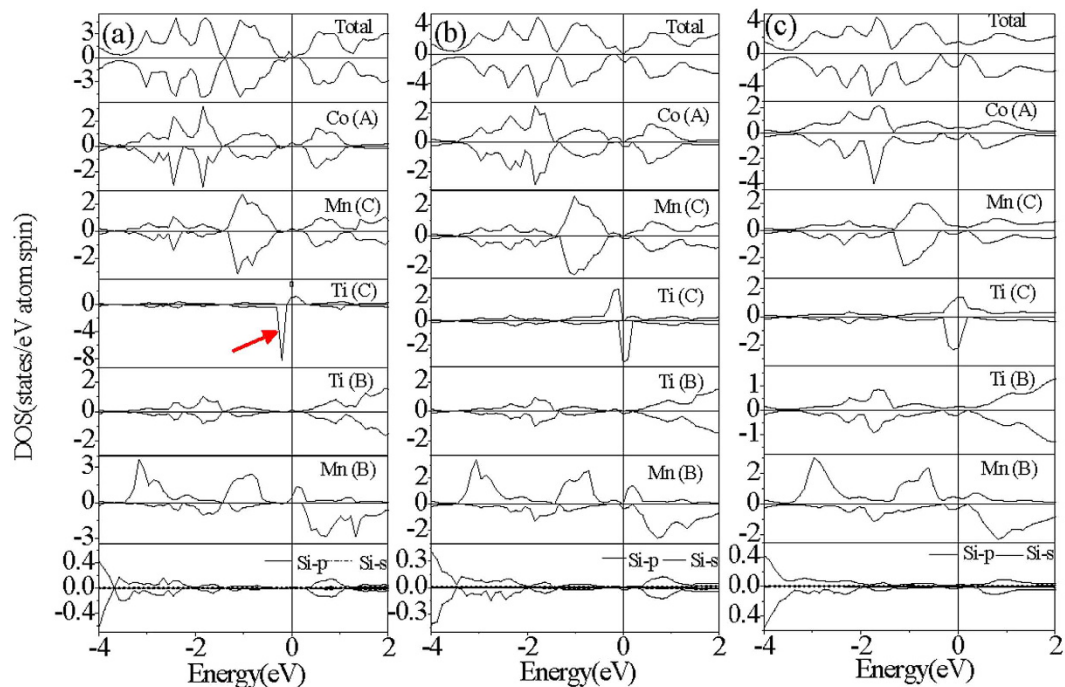 DOS(states/eV atom spin)
(a) Total
3
0
-3
Co (A)
2
0
-2
Mn (C)
2
0
-2
Ti (C)
0
-4
-8
Ti (B)
2
0
-2
Mn (B)
3
0
-3
Si-p Si-s
0.4
0.0
-0.4
-4 -2 0 2
Energy(eV)
(b) Total
4
0
-4
Co (A)
2
0
-2
Mn (C)
2
0
-2
Ti (C)
2
0
-2
Ti (B)
2
0
-2
Mn (B)
2
0
-2
Si-p Si-s
0.3
0.0
-0.3
-4 -2 0 2
Energy(eV)
(c) Total
4
0
-4
Co (A)
2
0
-2
-4
Mn (C)
2
0
-2
Ti (C)
2
0
-2
Ti (B)
1
0
-1
Mn (B)
2
0
-2
Si-p Si-s
0.4
0.0
0.4
-4 -2 0 2
Energy(eV)